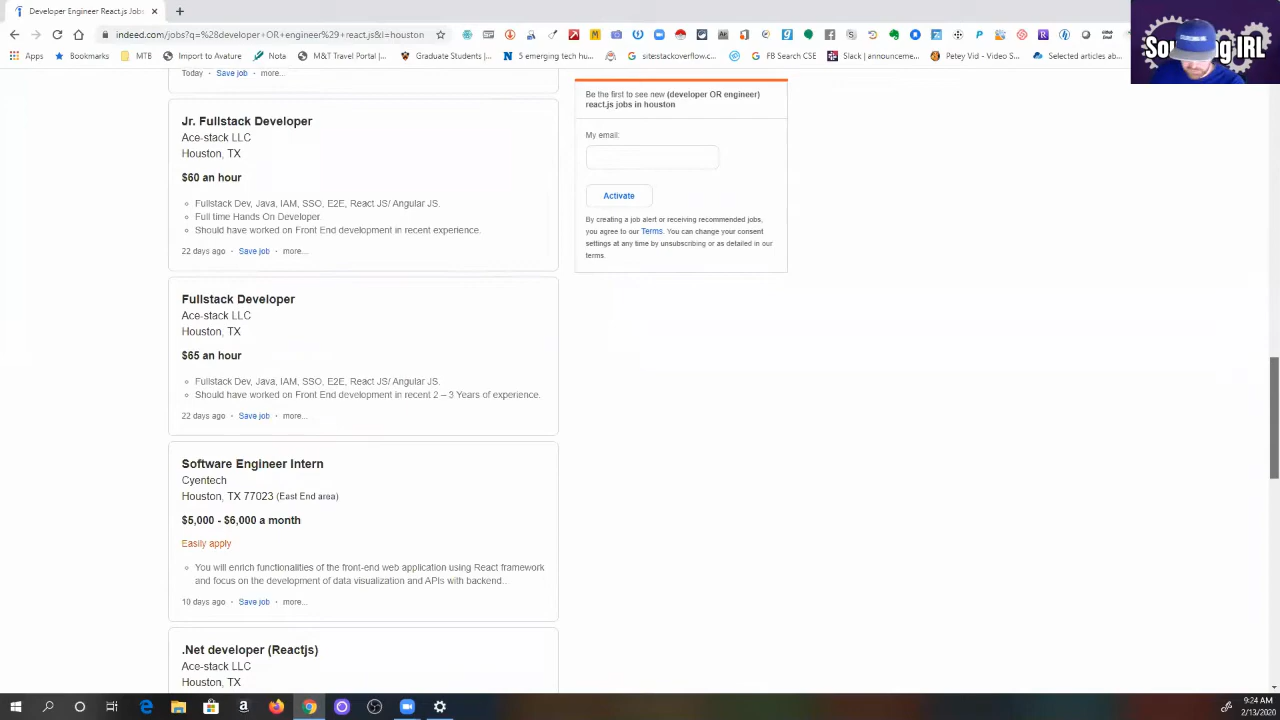 Developer Engineer React.js Jobs
indeed.com/jobs?q=%28developer+OR+engineer%29+react.js&l=houston
Apps
Bookmarks
MTB
Import to Wagon
Nota
M&T Travel Portal |...
Graduate Students |...
5 emerging tech hu...
sitestackoverflow.c...
FB Search CSE
Slack | announceme...
Petey Vid - Video S...
Selected articles ab...
IRL
Today · Save job · more...
Jr. Fullstack Developer
Ace-stack LLC
Houston, TX
$60 an hour
Fullstack Dev, Java, IAM, SSO, E2E, React JS/ Angular JS.
Full time Hands On Developer.
Should have worked on Front End development in recent experience.
22 days ago · Save job · more...
Fullstack Developer
Ace-stack LLC
Houston, TX
$65 an hour
Fullstack Dev, Java, IAM, SSO, E2E, React JS/ Angular JS.
Should have worked on Front End development in recent 2 – 3 Years of experience.
22 days ago · Save job · more...
Software Engineer Intern
Cyentech
Houston, TX 77023 (East End area)
$5,000 - $6,000 a month
Easily apply
You will enrich functionalities of the front-end web application using React framework
and focus on the development of data visualization and APIs with backend..
10 days ago · Save job · more...
.Net developer (Reactjs)
Ace-stack LLC
Houston, TX
Be the first to see new (developer OR engineer)
react.js jobs in houston
My email:
Activate
By creating a job alert or receiving recommended jobs,
you agree to our Terms. You can change your consent
settings at any time by unsubscribing or as detailed in our
terms.
9:24 AM
2/13/2020